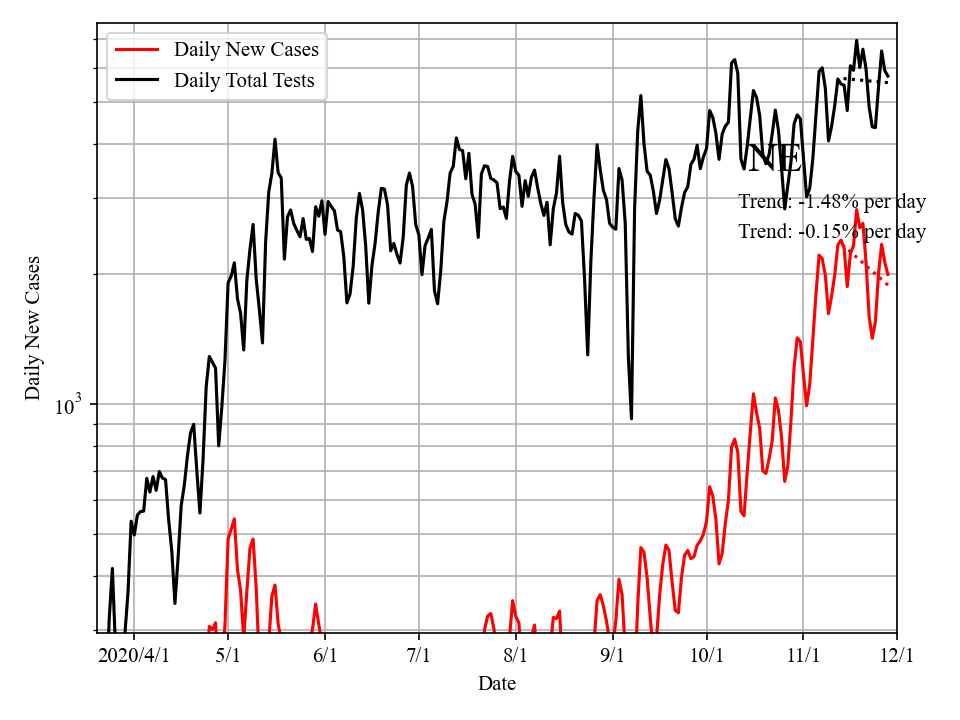 Daily New Cases
Daily Total Tests
NE
Trend: -1.48% per day
Trend: -0.15% per day
Daily New Cases
10^3
2020/4/1 5/1 6/1 7/1 8/1 9/1 10/1 11/1 12/1
Date